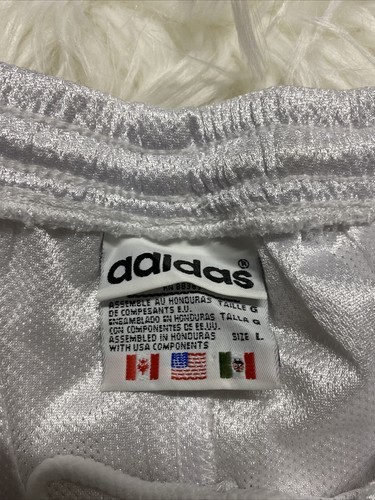 adidas®
ASSEMBLE AU HONDURAS TAILLE G
DE COMPESANTS E.U.
ENSAMBLADO EN HONDURAS TALLA G
CON COMPONENTES DE EE.UU.
ASSEMBLED IN HONDURAS SIZE L
WITH USA COMPONENTS